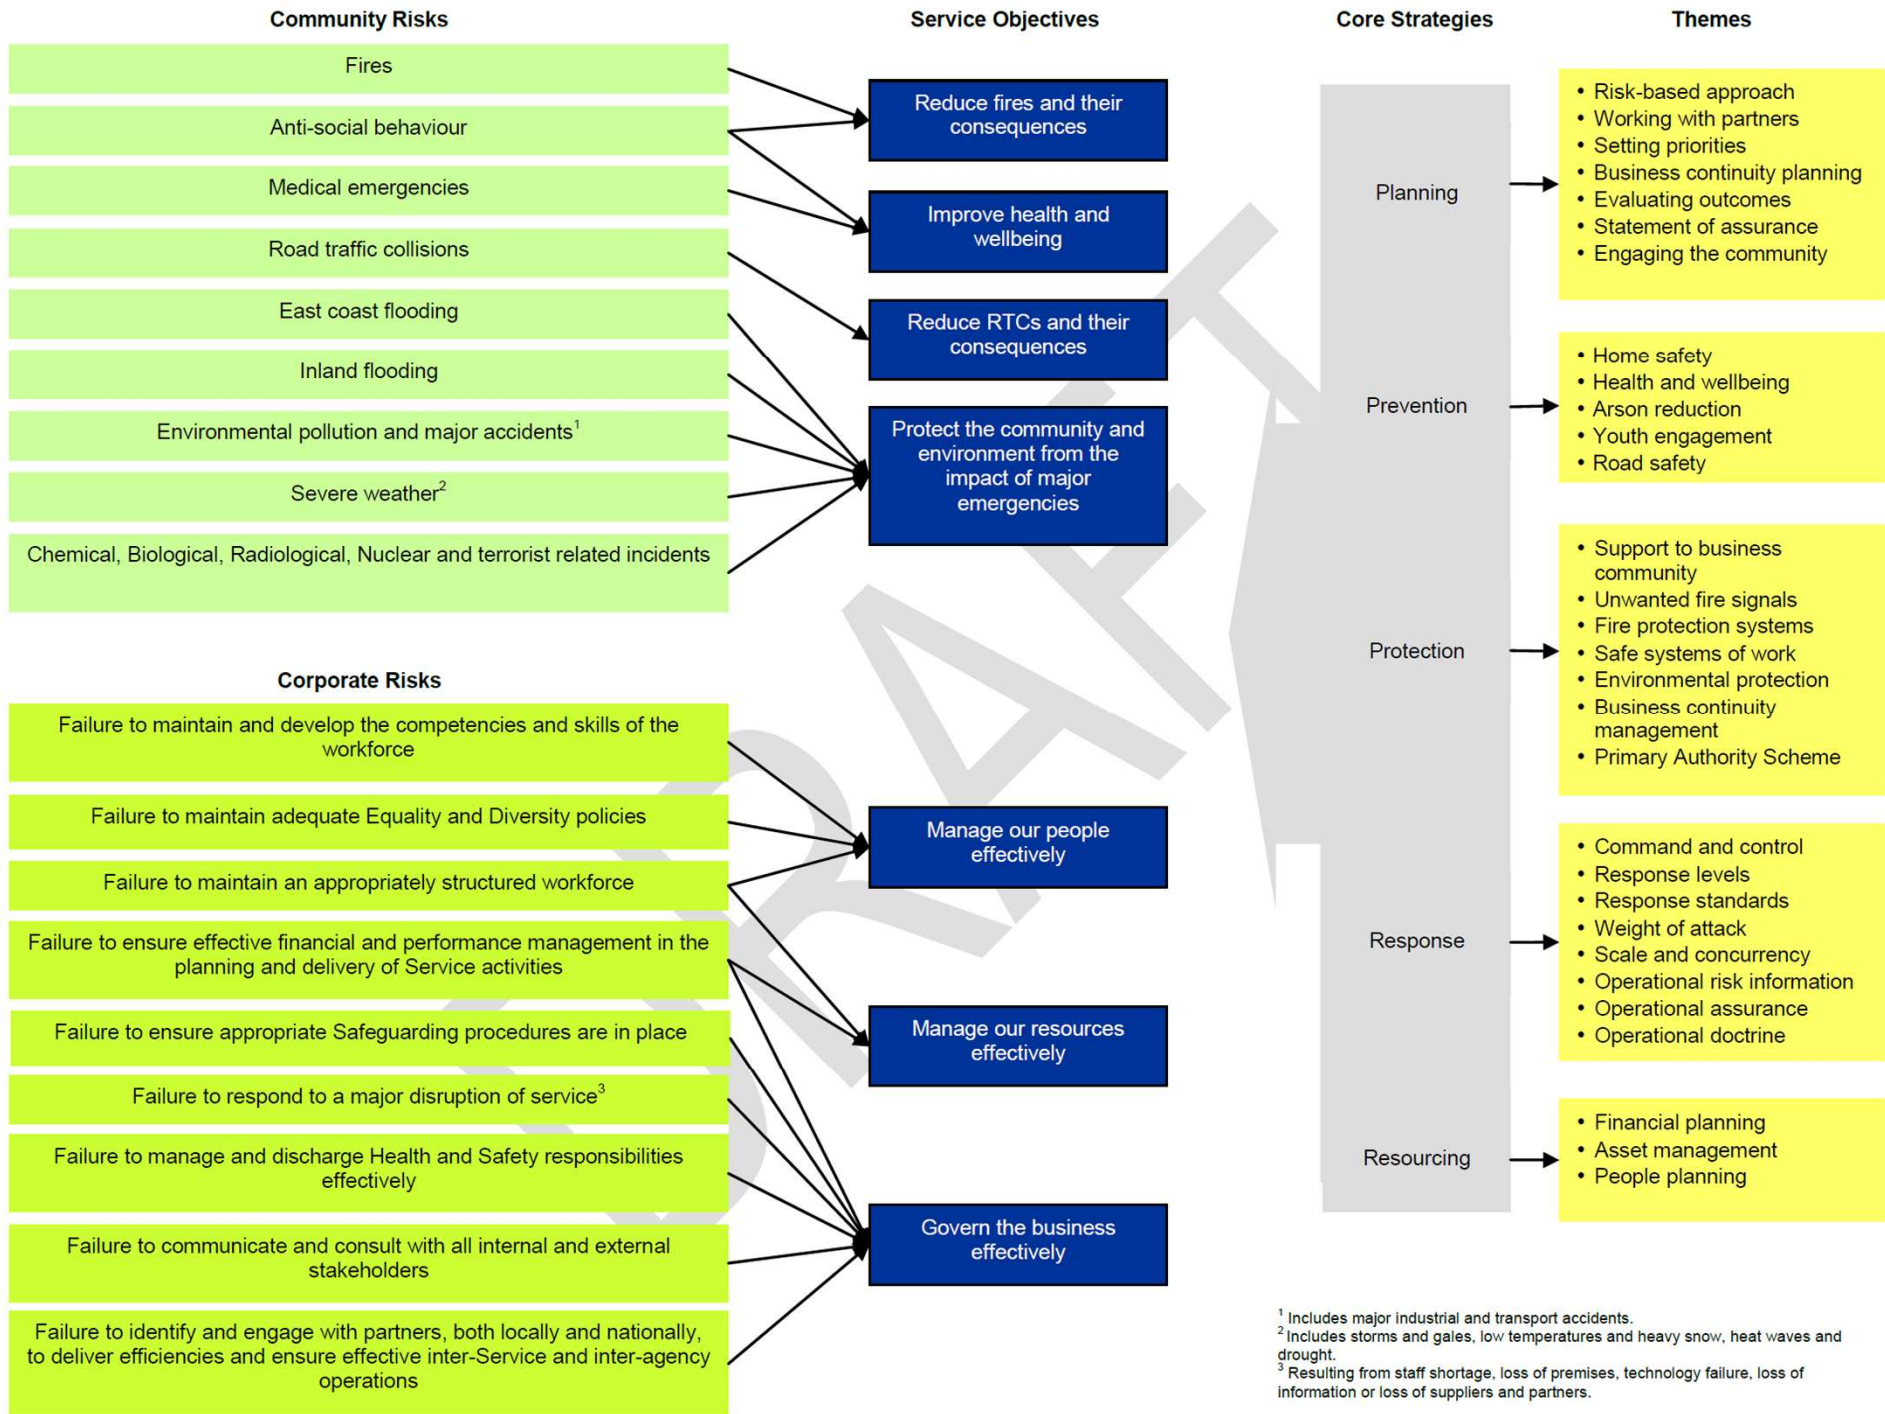 Community Risks
Fires
Anti-social behaviour
Medical emergencies
Road traffic collisions
East coast flooding
Inland flooding
Environmental pollution and major accidents1
Severe weather2
Chemical, Biological, Radiological, Nuclear and terrorist related incidents
Corporate Risks
Failure to maintain and develop the competencies and skills of the
workforce
Failure to maintain adequate Equality and Diversity policies
Failure to maintain an appropriately structured workforce
Failure to ensure effective financial and performance management in the
planning and delivery of Service activities
Failure to ensure appropriate Safeguarding procedures are in place
Failure to respond to a major disruption of service3
Failure to manage and discharge Health and Safety responsibilities
effectively
Failure to communicate and consult with all internal and external
stakeholders
Failure to identify and engage with partners, both locally and nationally,
to deliver efficiencies and ensure effective inter-Service and inter-agency
operations
Service Objectives
Reduce fires and their
consequences
Improve health and
wellbeing
Reduce RTCs and their
consequences
Protect the community and
environment from the
impact of major
emergencies
Manage our people
effectively
Manage our resources
effectively
Govern the business
effectively
DRAFT
Core Strategies
Planning
Prevention
Protection
Response
Resourcing
Themes
• Risk-based approach
• Working with partners
• Setting priorities
• Business continuity planning
• Evaluating outcomes
• Statement of assurance
• Engaging the community
• Home safety
• Health and wellbeing
• Arson reduction
• Youth engagement
• Road safety
• Support to business
community
• Unwanted fire signals
• Fire protection systems
• Safe systems of work
• Environmental protection
• Business continuity
management
• Primary Authority Scheme
• Command and control
• Response levels
• Response standards
• Weight of attack
• Scale and concurrency
• Operational risk information
• Operational assurance
• Operational doctrine
• Financial planning
• Asset management
• People planning
1 Includes major industrial and transport accidents.
2 Includes storms and gales, low temperatures and heavy snow, heat waves and
drought.
3 Resulting from staff shortage, loss of premises, technology failure, loss of
information or loss of suppliers and partners.